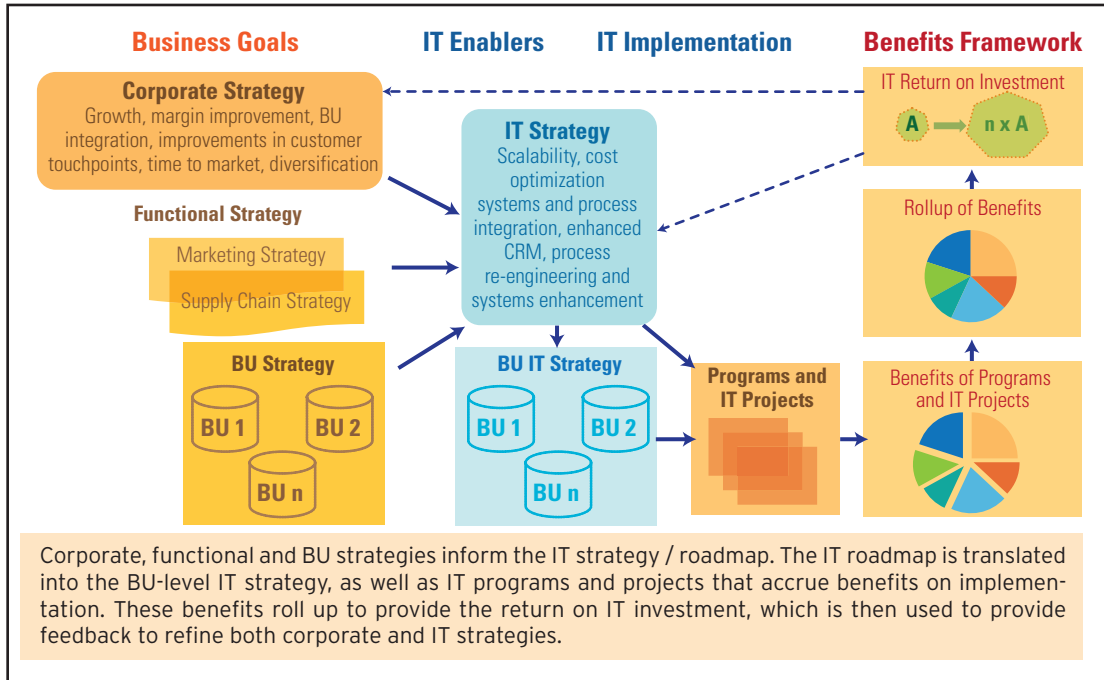 Business Goals
IT Enablers
IT Implementation
Benefits Framework
Corporate Strategy
Growth, margin improvement, BU
integration, improvements in customer
touchpoints, time to market, diversification
Functional Strategy
Marketing Strategy
Supply Chain Strategy
BU Strategy
BU 1
BU 2
BU n
IT Strategy
Scalability, cost
optimization
systems and process
integration, enhanced
CRM, process
re-engineering and
systems enhancement
BU IT Strategy
BU 1
BU 2
BU n
Programs and
IT Projects
IT Return on Investment
A
n x A
Rollup of Benefits
Benefits of Programs
and IT Projects
Corporate, functional and BU strategies inform the IT strategy / roadmap. The IT roadmap is translated
into the BU-level IT strategy, as well as IT programs and projects that accrue benefits on implemen-
tation. These benefits roll up to provide the return on IT investment, which is then used to provide
feedback to refine both corporate and IT strategies.